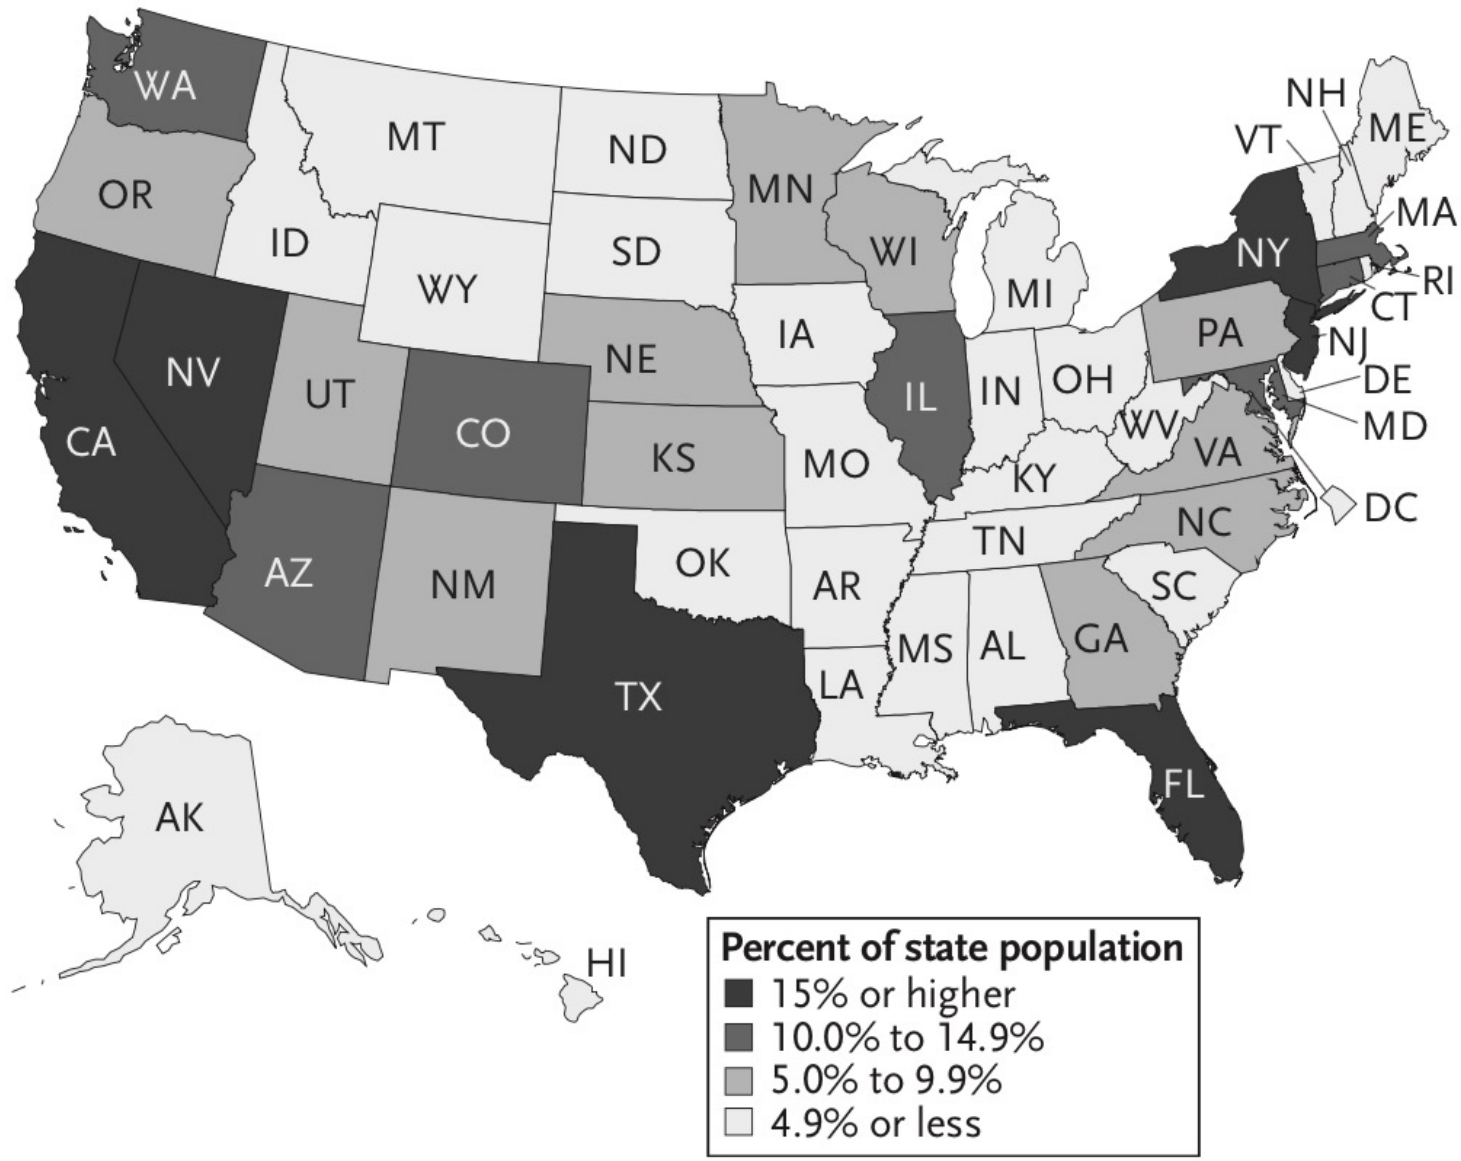 WA
MT
ND
MN
NH
VT
ME
OR
ID
SD
WI
NY
MA
WY
MI
RI
CT
IA
PA
NJ
NE
NV
UT
IL
IN
OH
DE
CO
WV
MD
CA
KS
MO
KY
VA
DC
NC
TN
OK
AZ
NM
AR
SC
MS
AL
GA
TX
LA
FL
AK
HI
Percent of state population
15% or higher
10.0% to 14.9%
5.0% to 9.9%
4.9% or less